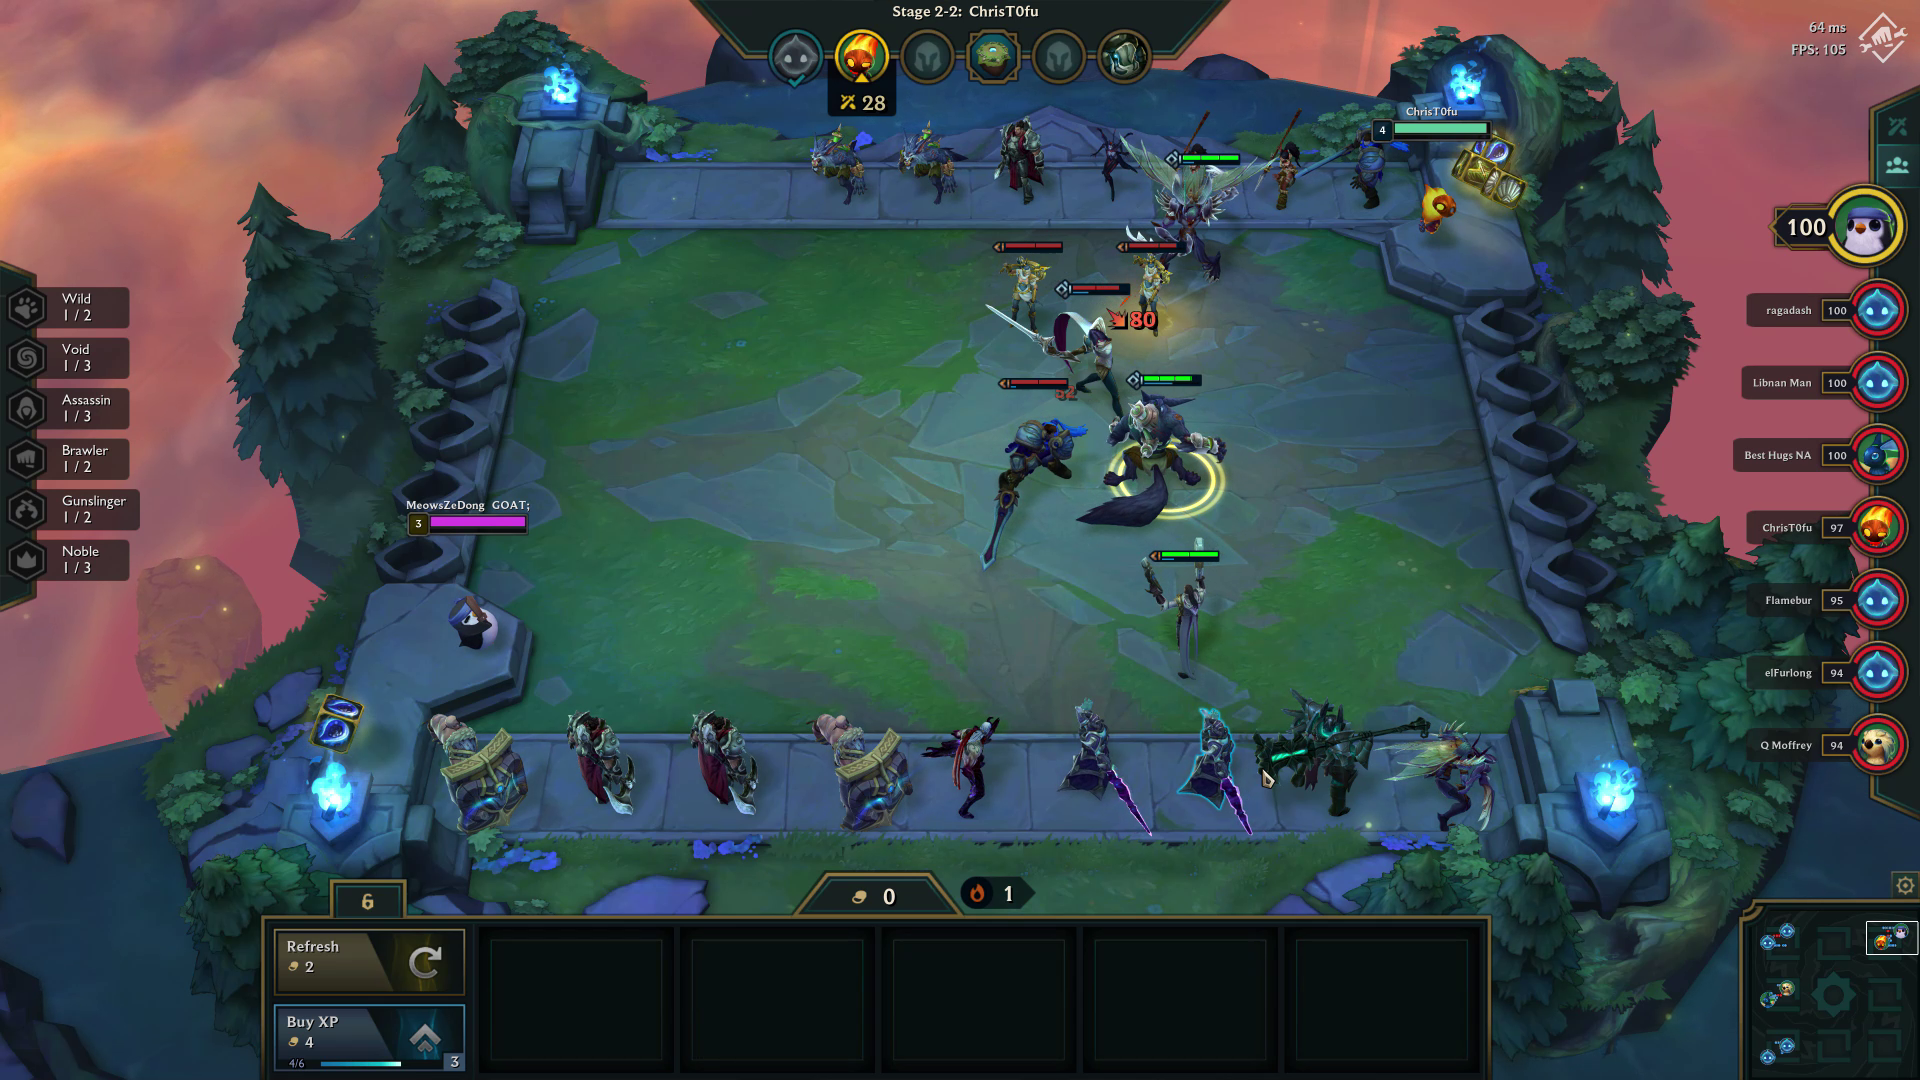 Stage 2-2: ChrisT0fu
64 ms
FPS: 105
28
ChrisT0fu
4
100
ragadash 100
Libnan Man 100
Best Hugs NA 100
ChrisT0fu 97
Flamebur 95
elFurlong 94
Q Moffrey 94
Wild
1 / 2
Void
1 / 3
Assassin
1 / 3
Brawler
1 / 2
Gunslinger
1 / 2
Noble
1 / 3
80
52
MeowsZeDong GOAT;
3
6
0
1
Refresh
2
Buy XP
4
4/6
3